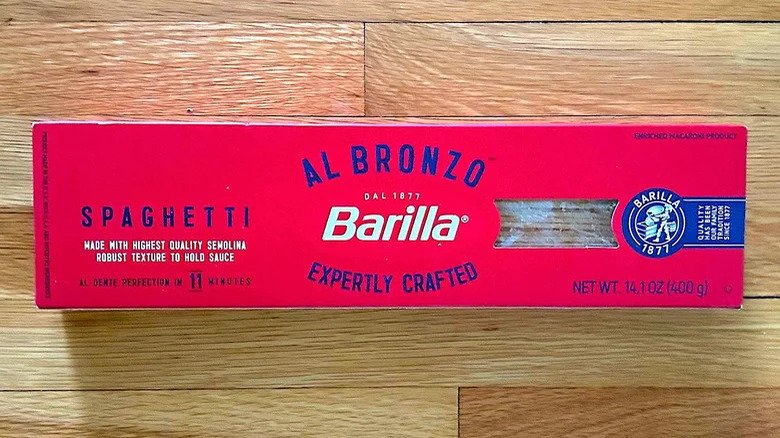 ENRICHED MACARONI PRODUCT
AL BRONZO™
DAL 1877
Barilla®
EXPERTLY CRAFTED
SPAGHETTI
MADE WITH HIGHEST QUALITY SEMOLINA
ROBUST TEXTURE TO HOLD SAUCE
AL DENTE PERFECTION IN 11 MINUTES
BARILLA
1877
QUALITY
HAS BEEN
OUR FAMILY
TRADITION
SINCE 1877
NET WT. 14.1 OZ (400 g)